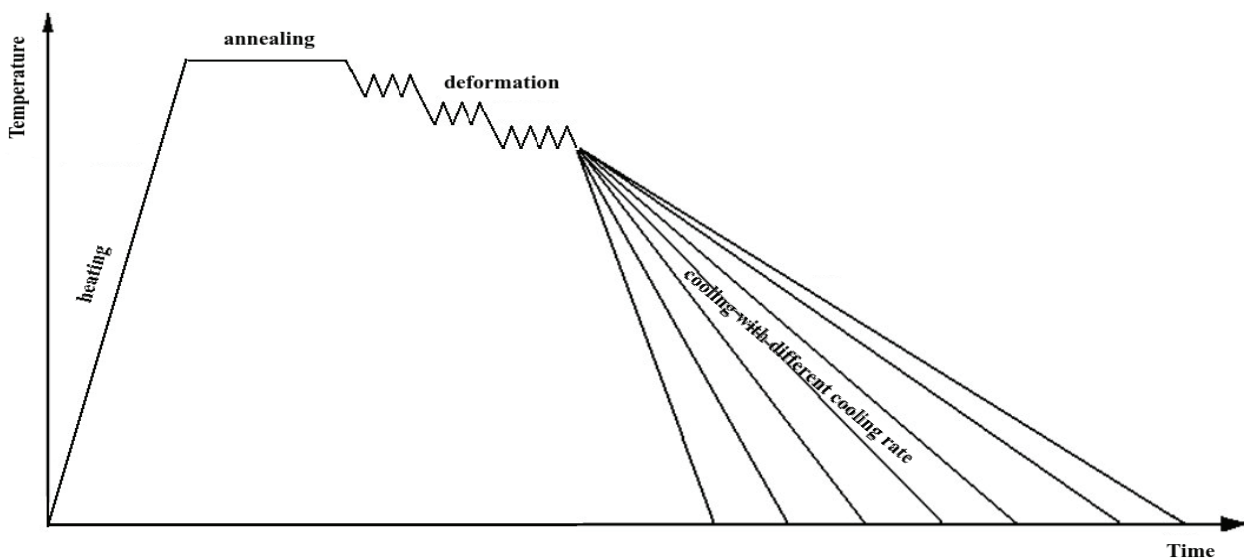 annealing
deformation
Temperature
heating
cooling with different cooling rate
Time